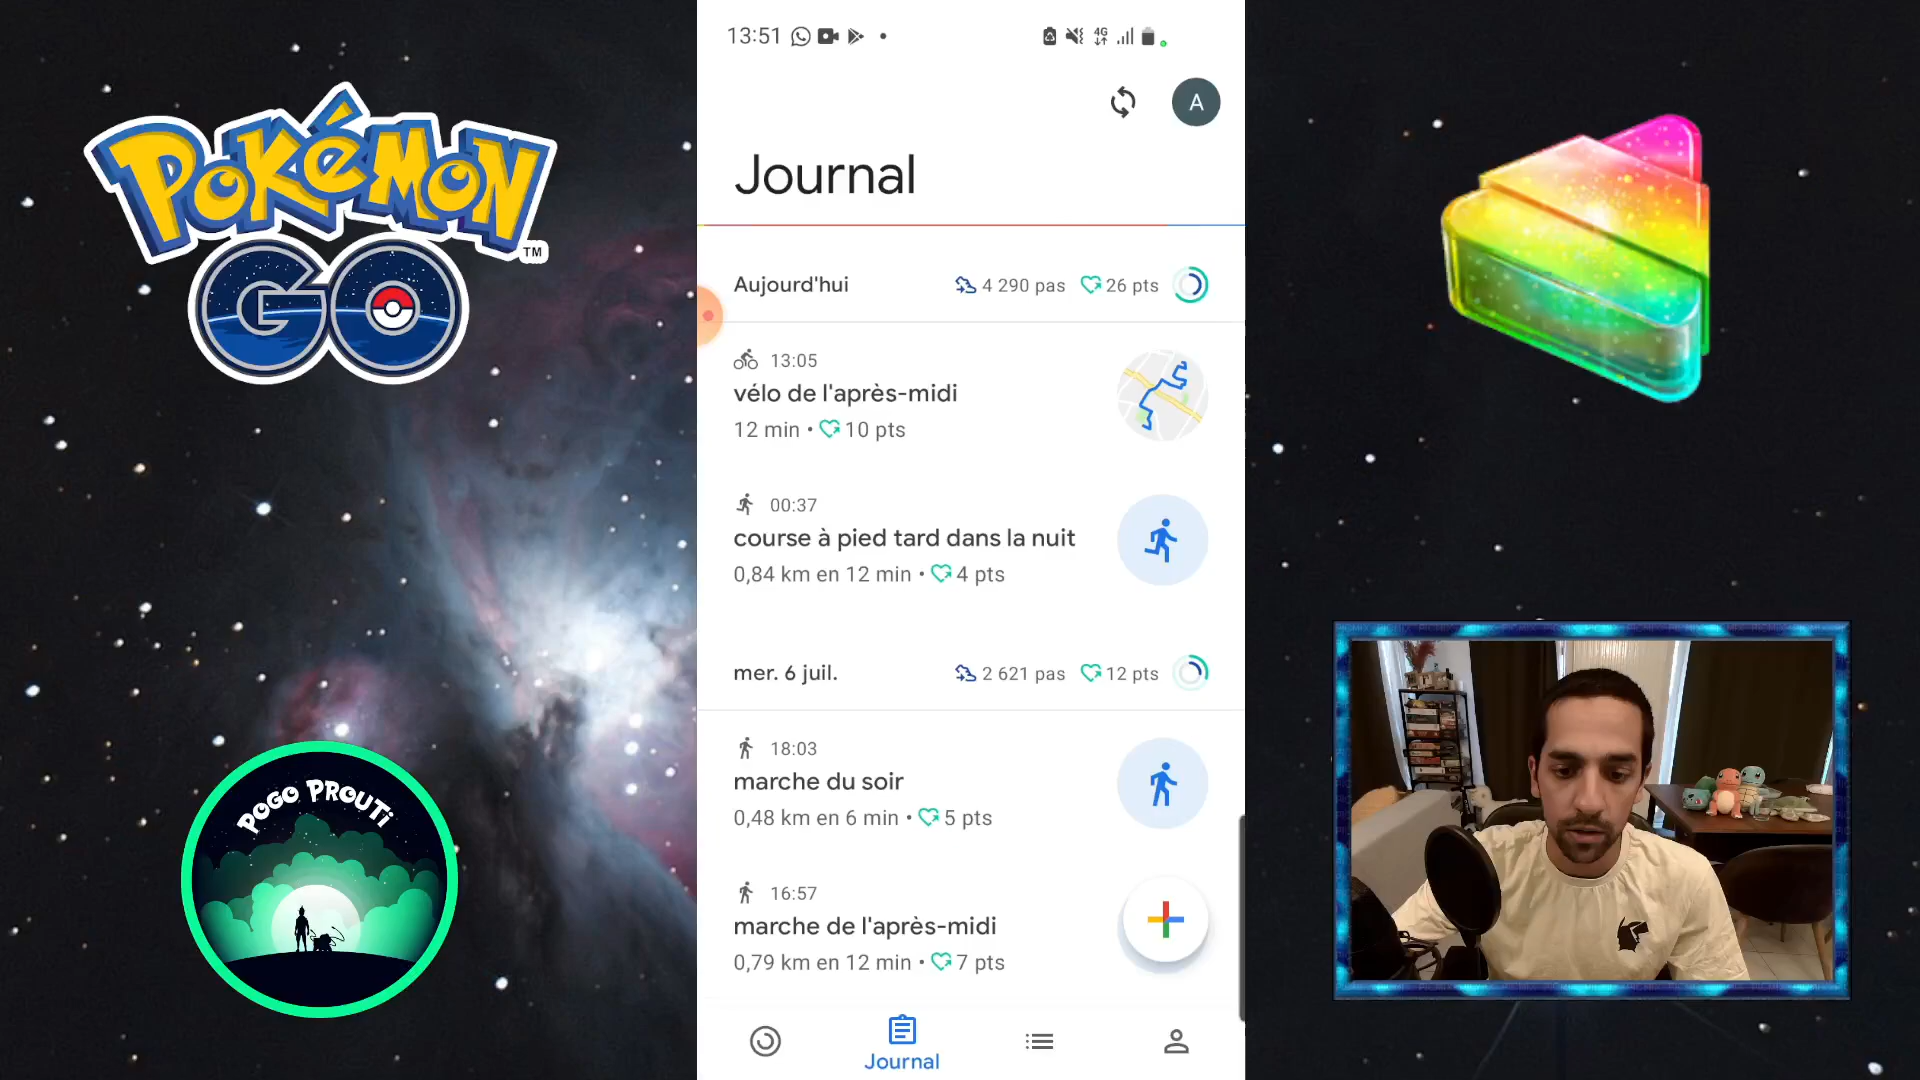 POKÉMON
GO
TM
POGO PROUTI
13:51
4G
A
Journal
Aujourd'hui
4 290 pas
26 pts
13:05
vélo de l'après-midi
12 min • 10 pts
00:37
course à pied tard dans la nuit
0,84 km en 12 min • 4 pts
mer. 6 juil.
2 621 pas
12 pts
18:03
marche du soir
0,48 km en 6 min • 5 pts
16:57
marche de l'après-midi
0,79 km en 12 min • 7 pts
Journal